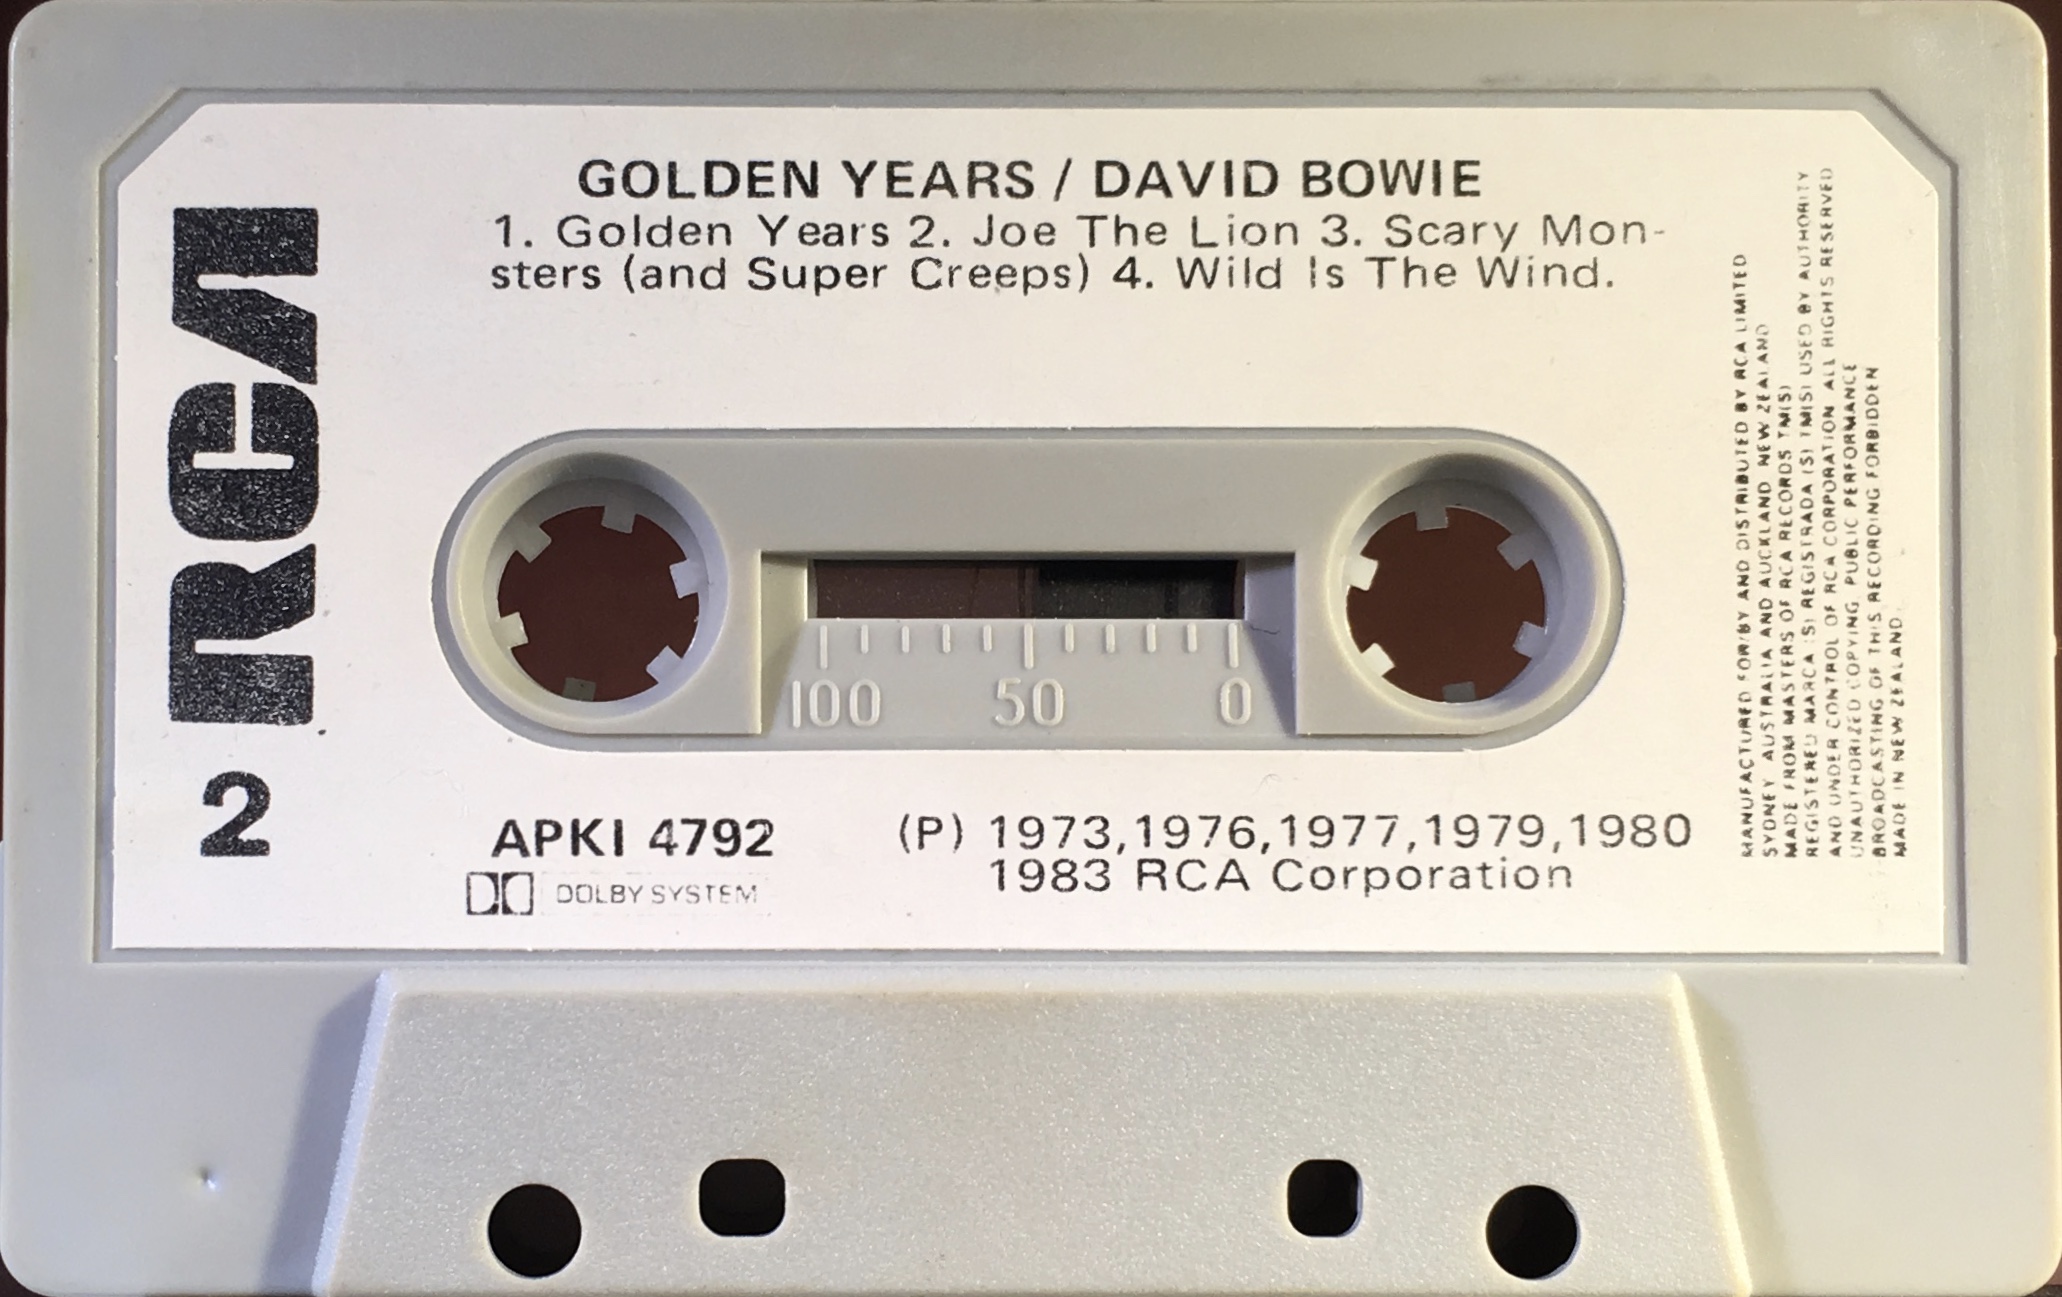 GOLDEN YEARS / DAVID BOWIE
1. Golden Years 2. Joe The Lion 3. Scary Mon-
sters (and Super Creeps) 4. Wild Is The Wind.
RCA
2
100 50 0
APKI 4792
DOLBY SYSTEM
(P) 1973,1976,1977,1979,1980
1983 RCA Corporation
MANUFACTURED FOR/BY AND DISTRIBUTED BY RCA LIMITED
SYDNEY AUSTRALIA AND AUCKLAND NEW ZEALAND
MADE FROM MASTERS OF RCA RECORDS TM(S)
REGISTERED MARCA(S) REGISTRADA(S) TM(S) USED BY AUTHORITY
AND UNDER CONTROL OF RCA CORPORATION. ALL RIGHTS RESERVED
UNAUTHORIZED COPYING, PUBLIC PERFORMANCE
BROADCASTING OF THIS RECORDING FORBIDDEN
MADE IN NEW ZEALAND.